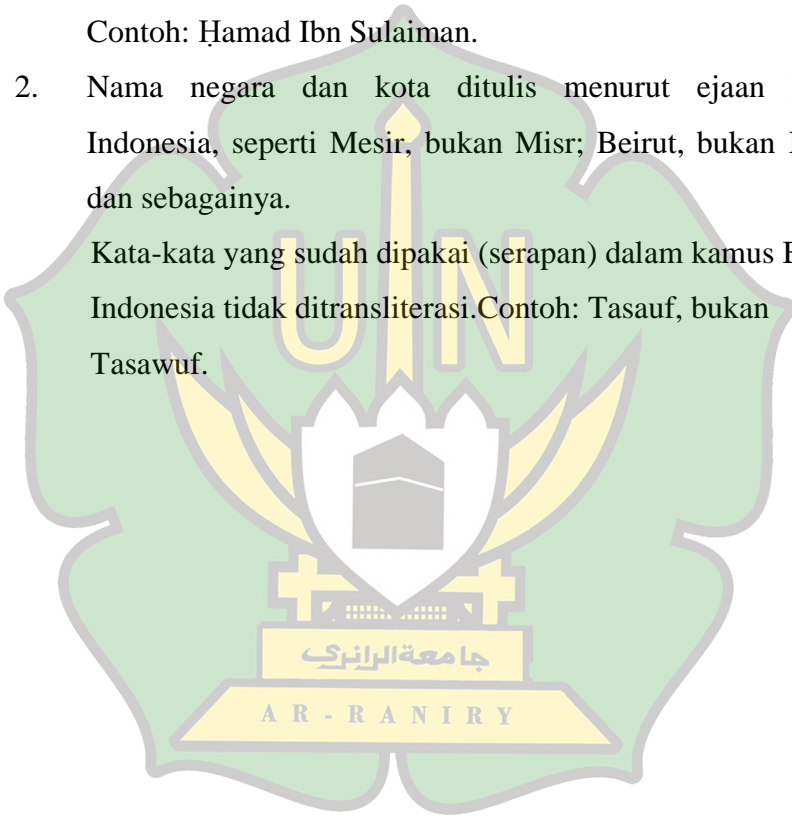 Contoh: Ḥamad Ibn Sulaiman.
2. Nama negara dan kota ditulis menurut ejaan
Indonesia, seperti Mesir, bukan Misr; Beirut, bukan
dan sebagainya.
Kata-kata yang sudah dipakai (serapan) dalam kamus
Indonesia tidak ditransliterasi.Contoh: Tasauf, bukan
Tasawuf.
UIN
جامعةالرانري
AR-RANIRY